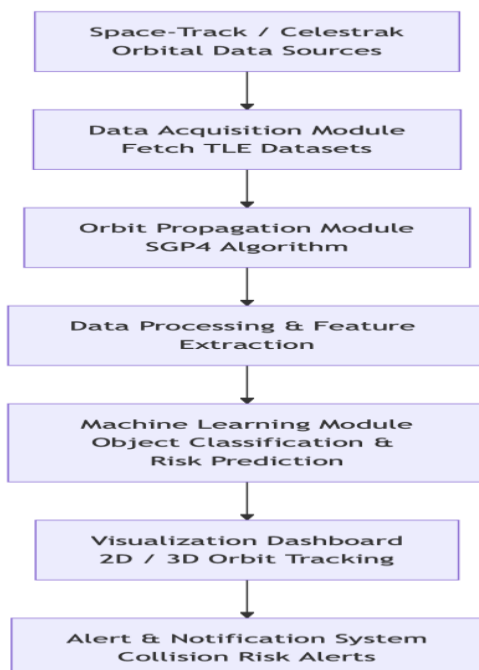 Space-Track / Celestrak
Orbital Data Sources
Data Acquisition Module
Fetch TLE Datasets
Orbit Propagation Module
SGP4 Algorithm
Data Processing & Feature
Extraction
Machine Learning Module
Object Classification &
Risk Prediction
Visualization Dashboard
2D / 3D Orbit Tracking
Alert & Notification System
Collision Risk Alerts